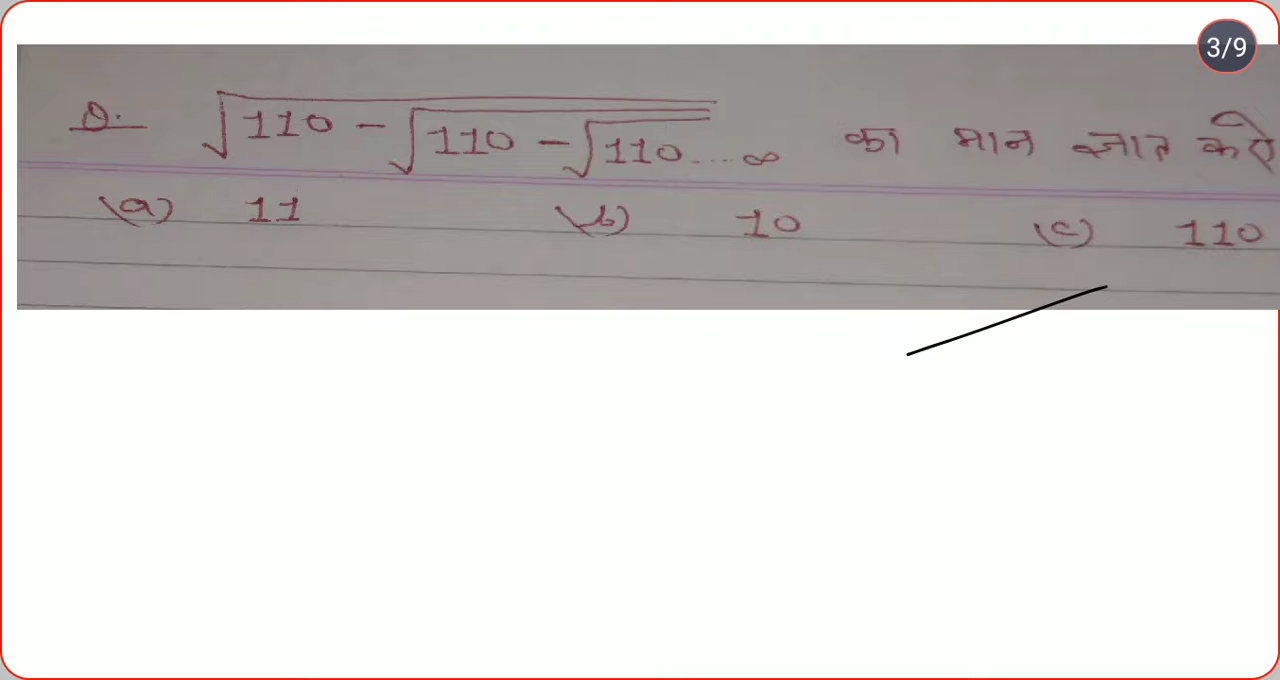 3/9
Q. √110 - √110 - √110 .... ∞ का मान ज्ञात करो
(a) 11 (b) 10 (c) 110